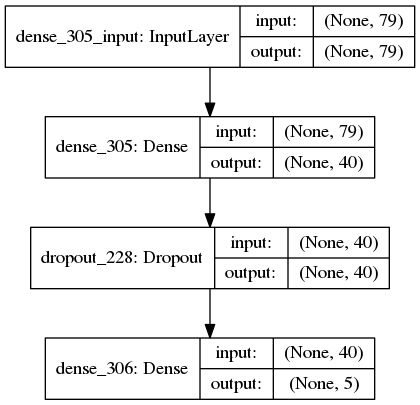 dense_305_input: InputLayer input: (None, 79)
output: (None, 79)
dense_305: Dense input: (None, 79)
output: (None, 40)
dropout_228: Dropout input: (None, 40)
output: (None, 40)
dense_306: Dense input: (None, 40)
output: (None, 5)